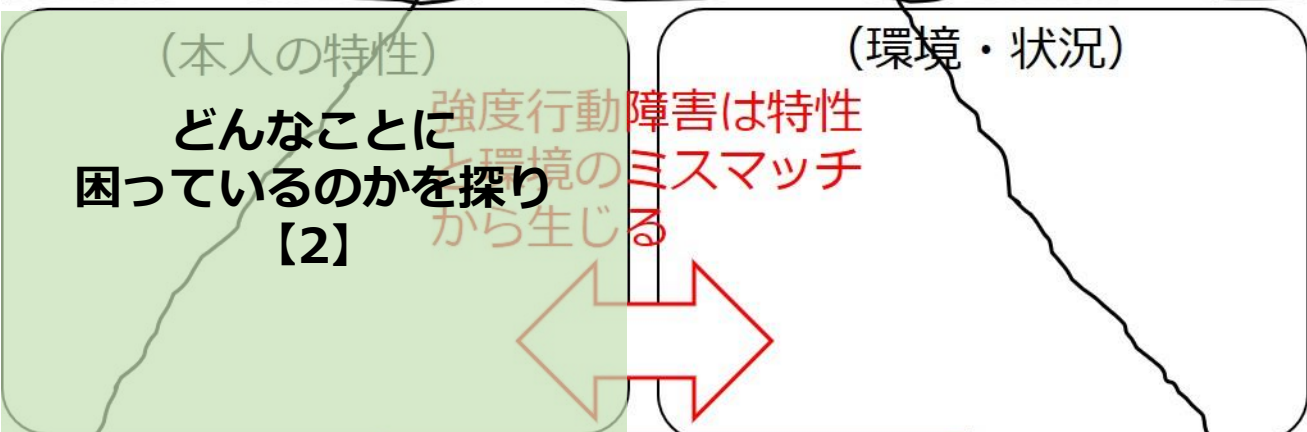 （本人の特性）
（環境・状況）
どんなことに
困っているのかを探り
【2】
強度行動障害は特性
と環境のミスマッチ
から生じる